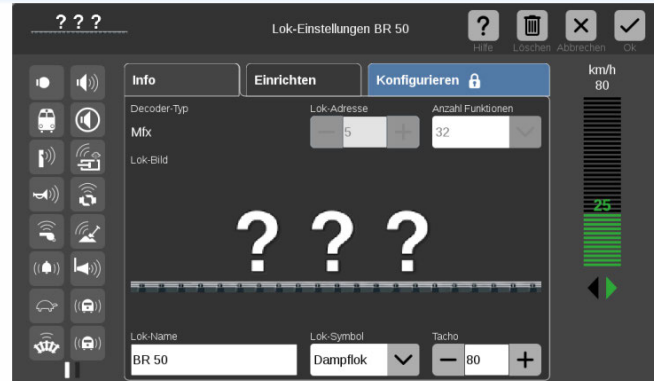 ? ? ?
Lok-Einstellungen BR 50
?
Hilfe
Löschen
Abbrechen
Ok
Info
Einrichten
Konfigurieren
km/h
80
Decoder-Typ
Lok-Adresse
Anzahl Funktionen
Mfx
5
32
Lok-Bild
? ? ?
25
Lok-Name
Lok-Symbol
Tacho
BR 50
Dampflok
80